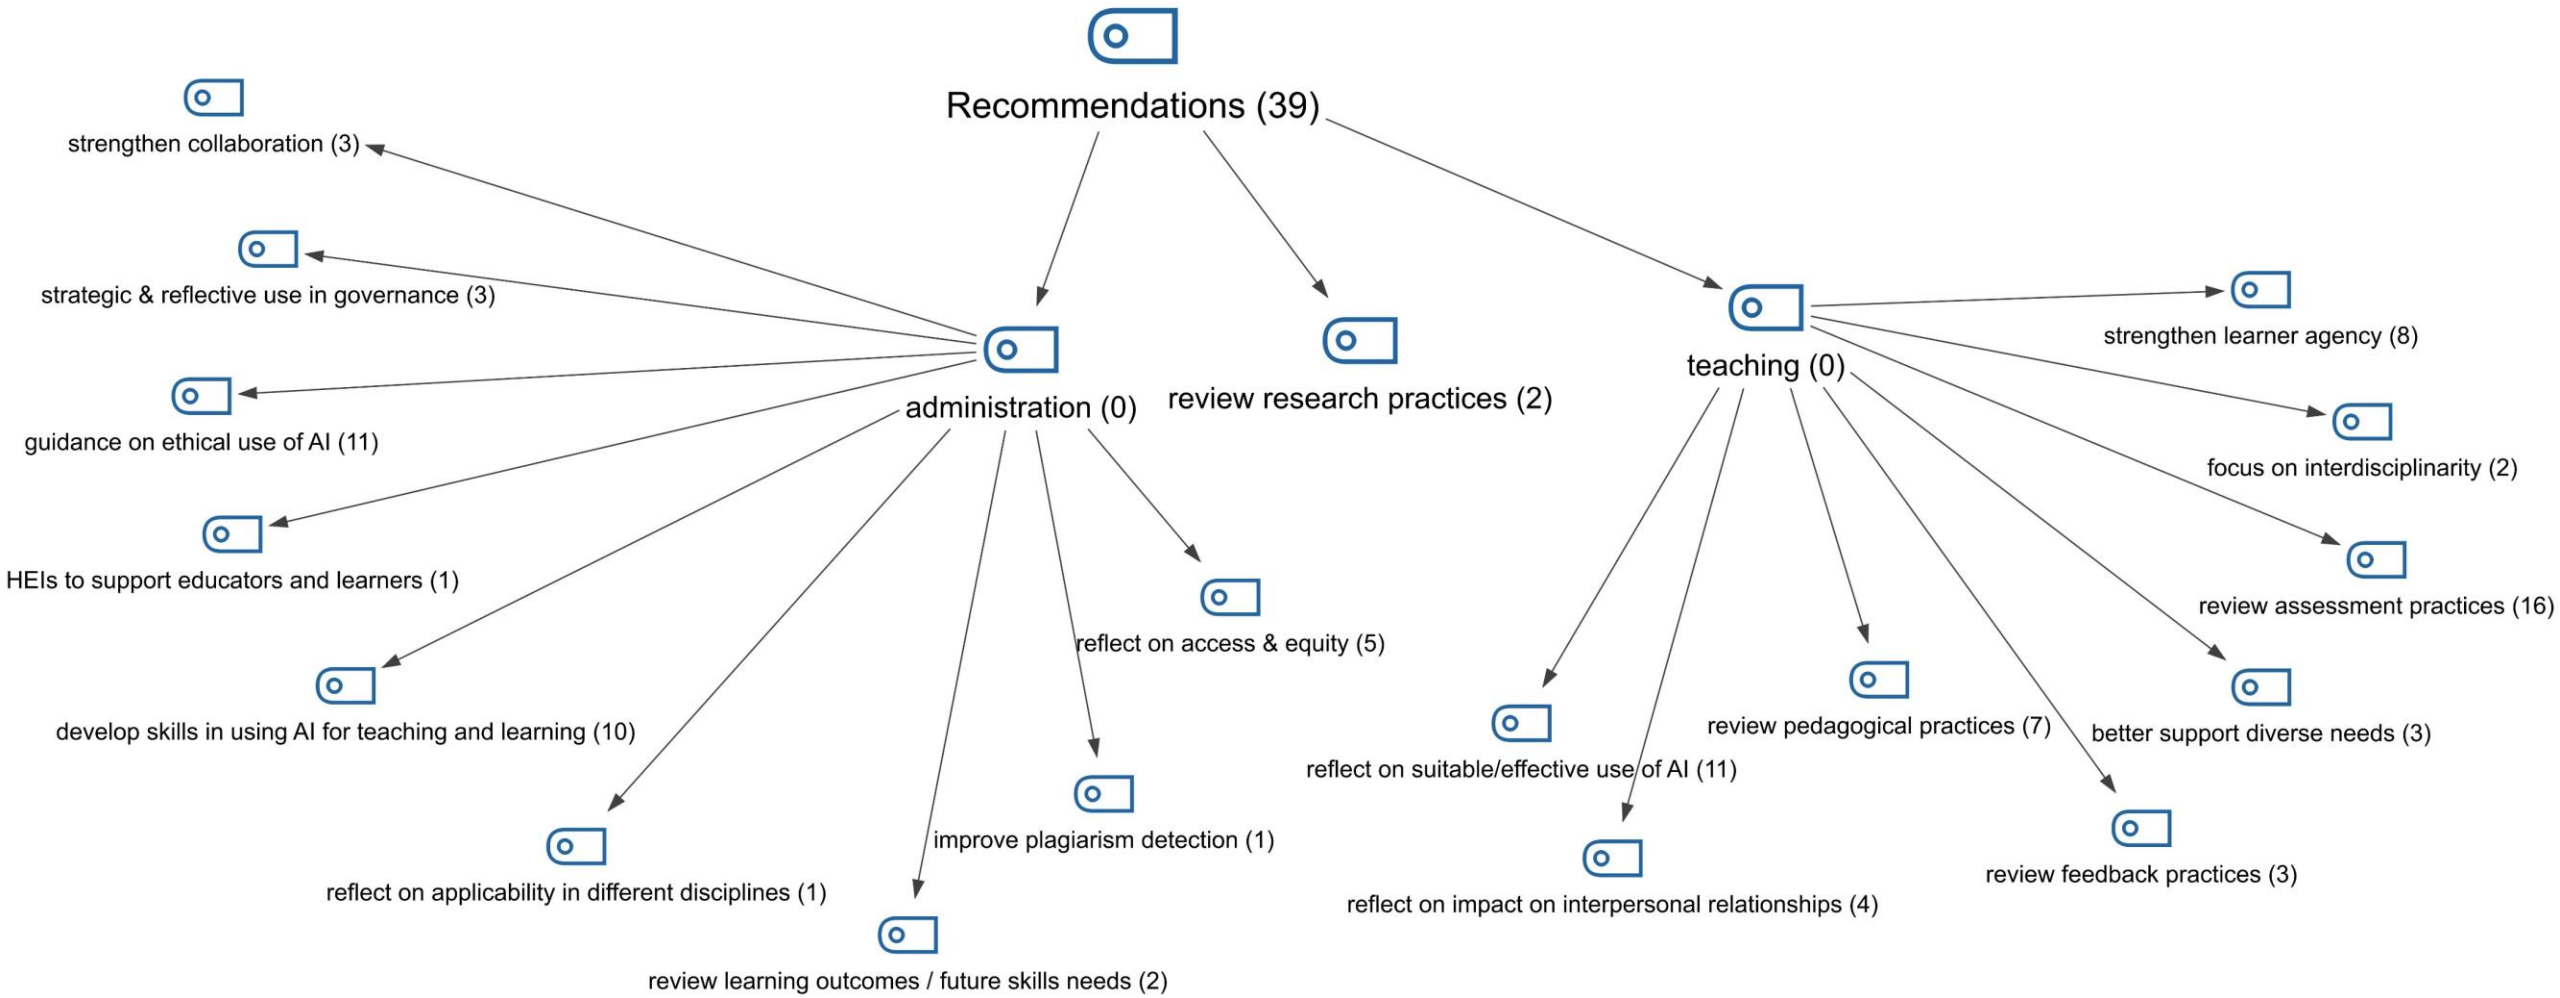 Recommendations (39)
strengthen collaboration (3)
strategic & reflective use in governance (3)
guidance on ethical use of AI (11)
HEIs to support educators and learners (1)
develop skills in using AI for teaching and learning (10)
reflect on applicability in different disciplines (1)
review learning outcomes / future skills needs (2)
improve plagiarism detection (1)
reflect on access & equity (5)
administration (0)
review research practices (2)
teaching (0)
strengthen learner agency (8)
focus on interdisciplinarity (2)
review assessment practices (16)
better support diverse needs (3)
review feedback practices (3)
review pedagogical practices (7)
reflect on suitable/effective use of AI (11)
reflect on impact on interpersonal relationships (4)